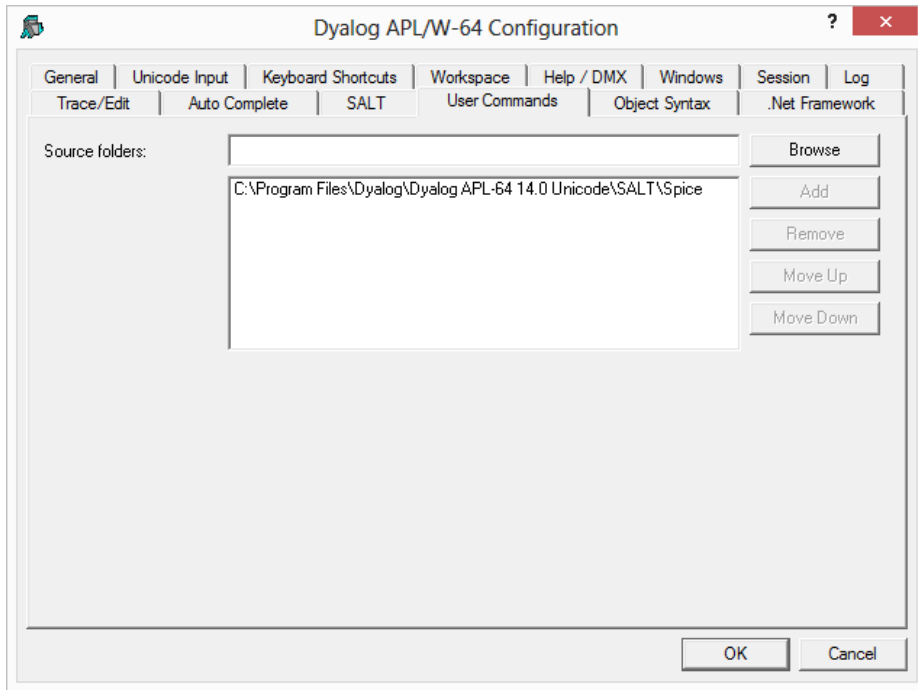 Dyalog APL/W-64 Configuration ? ×
General Unicode Input Keyboard Shortcuts Workspace Help / DMX Windows Session Log
Trace/Edit Auto Complete SALT User Commands Object Syntax .Net Framework
Source folders: Browse
C:\Program Files\Dyalog\Dyalog APL-64 14.0 Unicode\SALT\Spice
Add
Remove
Move Up
Move Down
OK Cancel